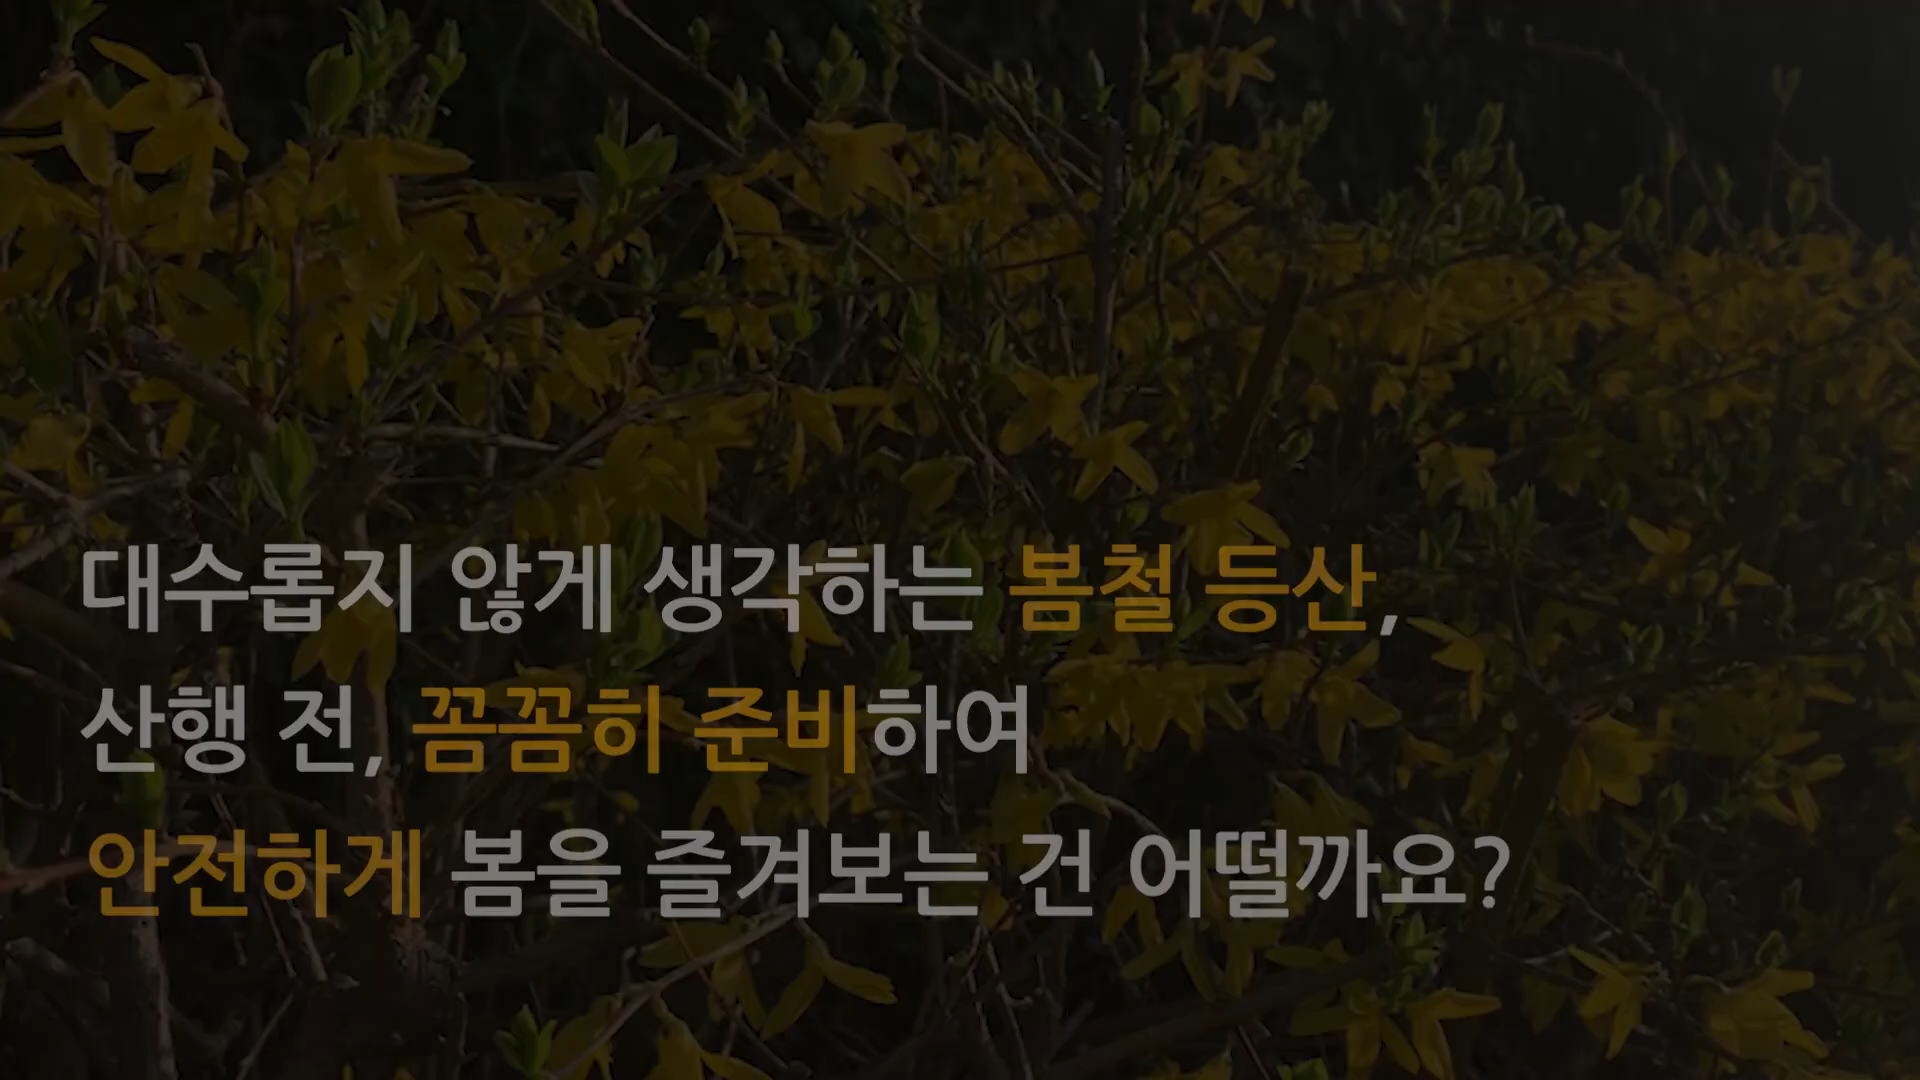 대수롭지 않게 생각하는 봄철 등산,
산행 전, 꼼꼼히 준비하여
안전하게 봄을 즐겨보는 건 어떨까요?